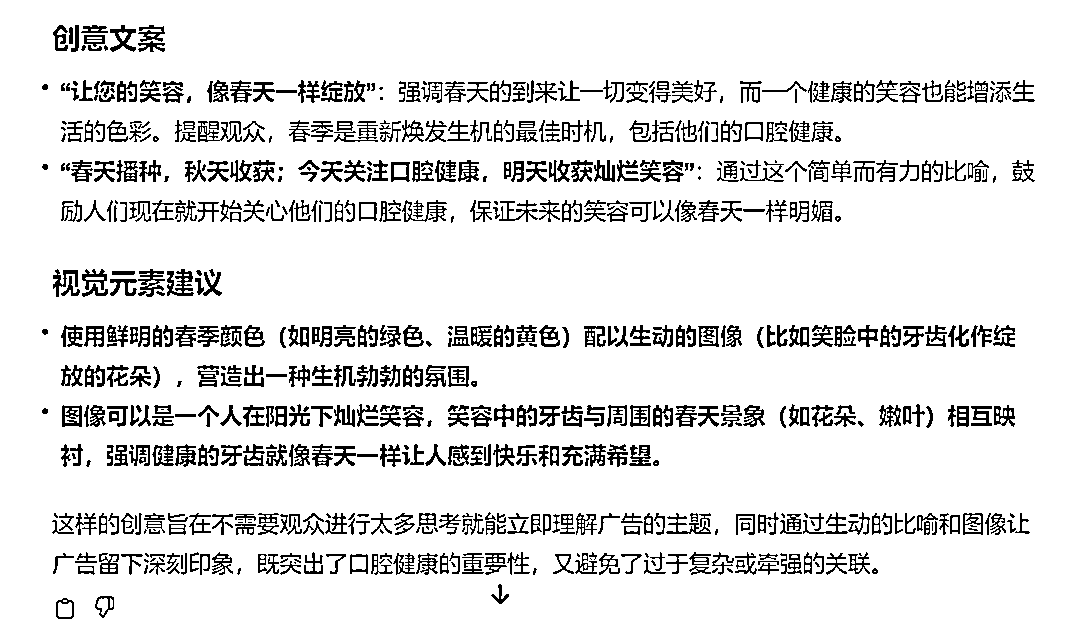 创意文案
• “让您的笑容，像春天一样绽放”：强调春天的到来让一切变得美好，而一个健康的笑容也能增添生
活的色彩。提醒观众，春季是重新焕发生机的最佳时机，包括他们的口腔健康。
• “春天播种，秋天收获；今天关注口腔健康，明天收获灿烂笑容”：通过这个简单而有力的比喻，鼓
励人们现在就开始关心他们的口腔健康，保证未来的笑容可以像春天一样明媚。
视觉元素建议
• 使用鲜明的春季颜色（如明亮的绿色、温暖的黄色）配以生动的图像（比如笑脸中的牙齿化作绽
放的花朵），营造出一种生机勃勃的氛围。
• 图像可以是一个人在阳光下灿烂笑容，笑容中的牙齿与周围的春天景象（如花朵、嫩叶）相互映
衬，强调健康的牙齿就像春天一样让人感到快乐和充满希望。
这样的创意旨在不需要观众进行太多思考就能立即理解广告的主题，同时通过生动的比喻和图像让
广告留下深刻印象，既突出了口腔健康的重要性，又避免了过于复杂或牵强的关联。